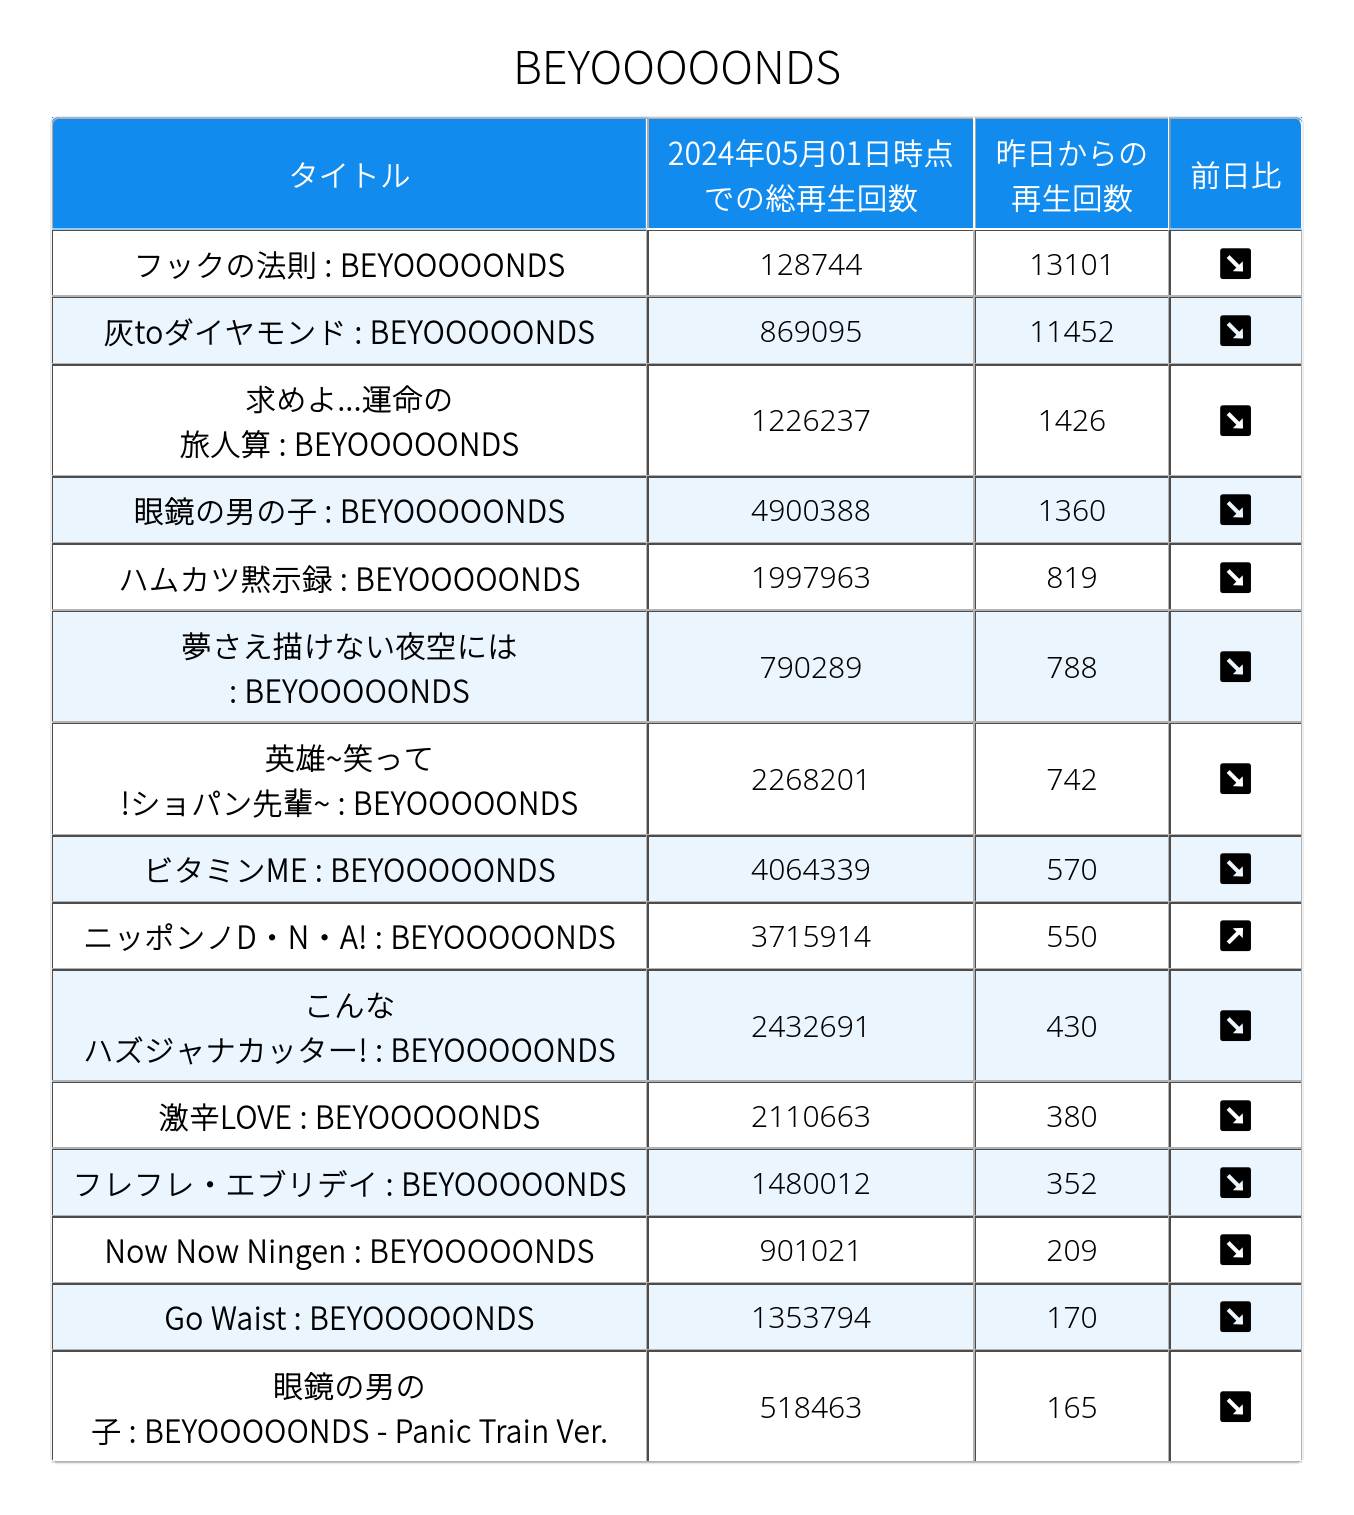 BEYOOOOONDS
タイトル
2024年05月01日時点
での総再生回数
昨日からの
再生回数
前日比
フックの法則 : BEYOOOOONDS 128744 13101
灰toダイヤモンド : BEYOOOOONDS 869095 11452
求めよ...運命の
旅人算 : BEYOOOOONDS 1226237 1426
眼鏡の男の子 : BEYOOOOONDS 4900388 1360
ハムカツ黙示録 : BEYOOOOONDS 1997963 819
夢さえ描けない夜空には
: BEYOOOOONDS 790289 788
英雄~笑って
!ショパン先輩~ : BEYOOOOONDS 2268201 742
ビタミンME : BEYOOOOONDS 4064339 570
ニッポンノD・N・A! : BEYOOOOONDS 3715914 550
こんな
ハズジャナカッター! : BEYOOOOONDS 2432691 430
激辛LOVE : BEYOOOOONDS 2110663 380
フレフレ・エブリデイ : BEYOOOOONDS 1480012 352
Now Now Ningen : BEYOOOOONDS 901021 209
Go Waist : BEYOOOOONDS 1353794 170
眼鏡の男の
子 : BEYOOOOONDS - Panic Train Ver. 518463 165